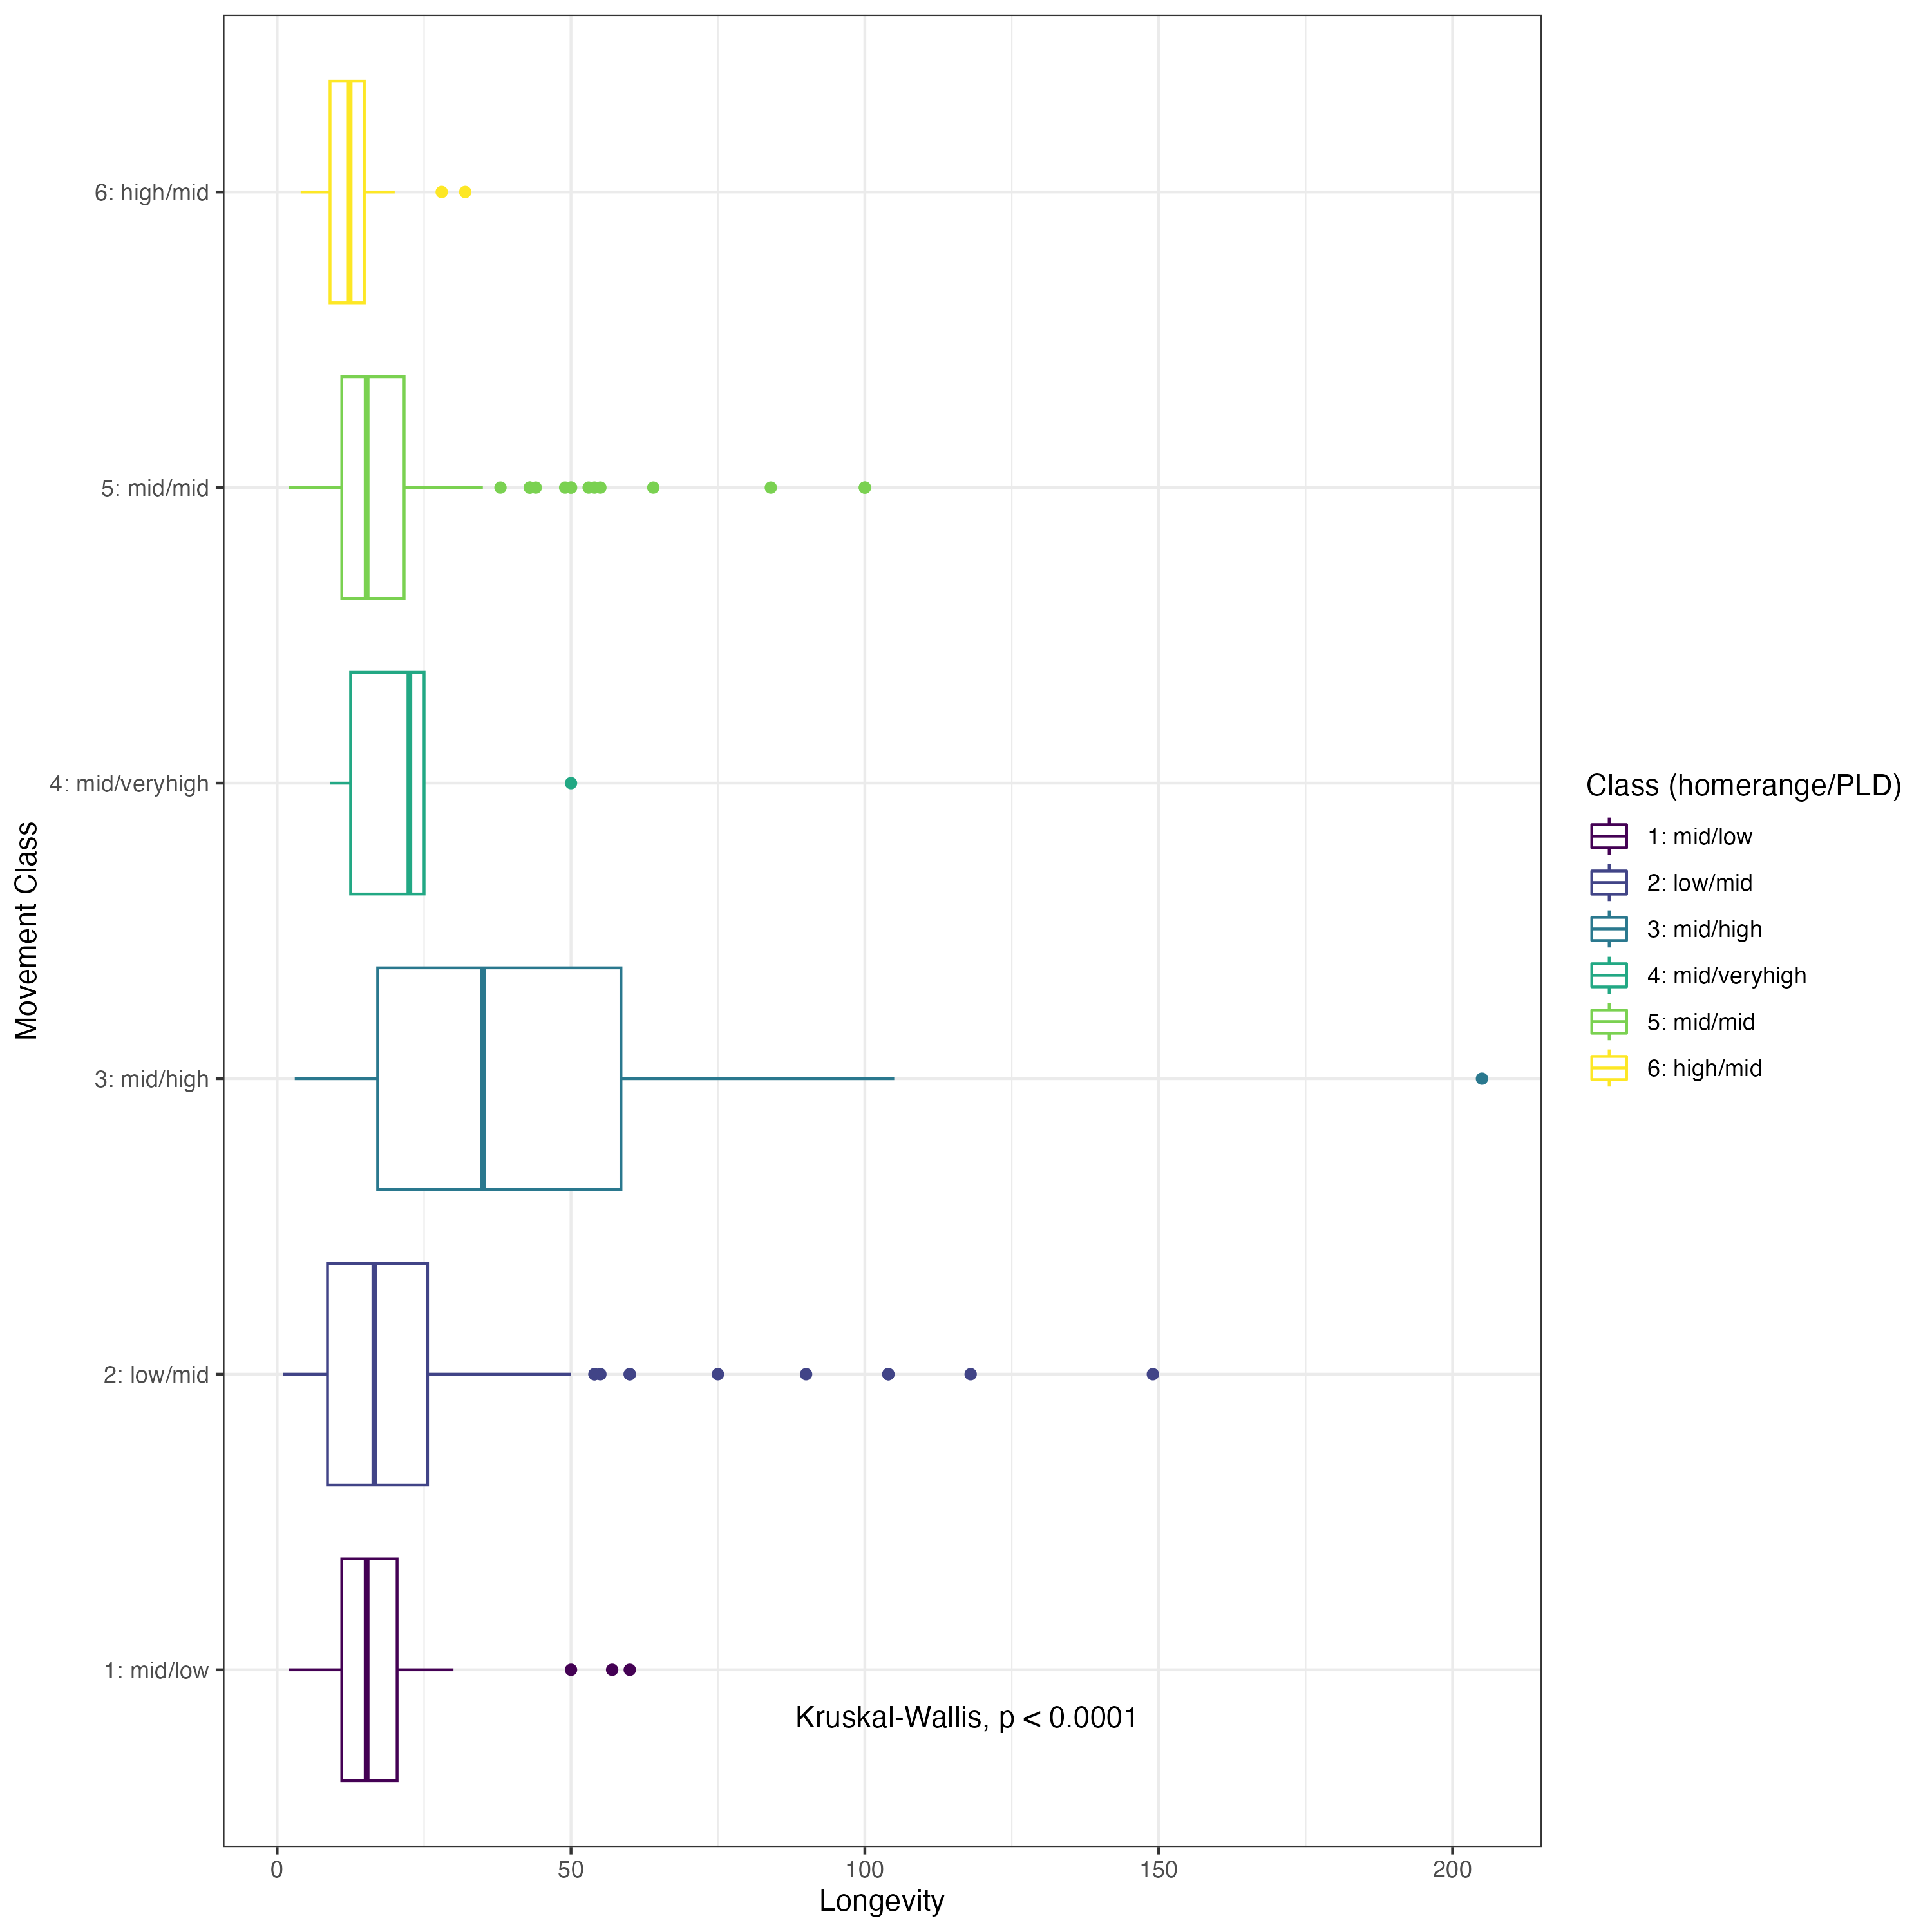 6: high/mid
5: mid/mid
4: mid/veryhigh
3: mid/high
2: low/mid
1: mid/low
Movement Class
Kruskal-Wallis, p < 0.0001
0 50 100 150 200
Longevity
Class (homerange/PLD)
1: mid/low
2: low/mid
3: mid/high
4: mid/veryhigh
5: mid/mid
6: high/mid